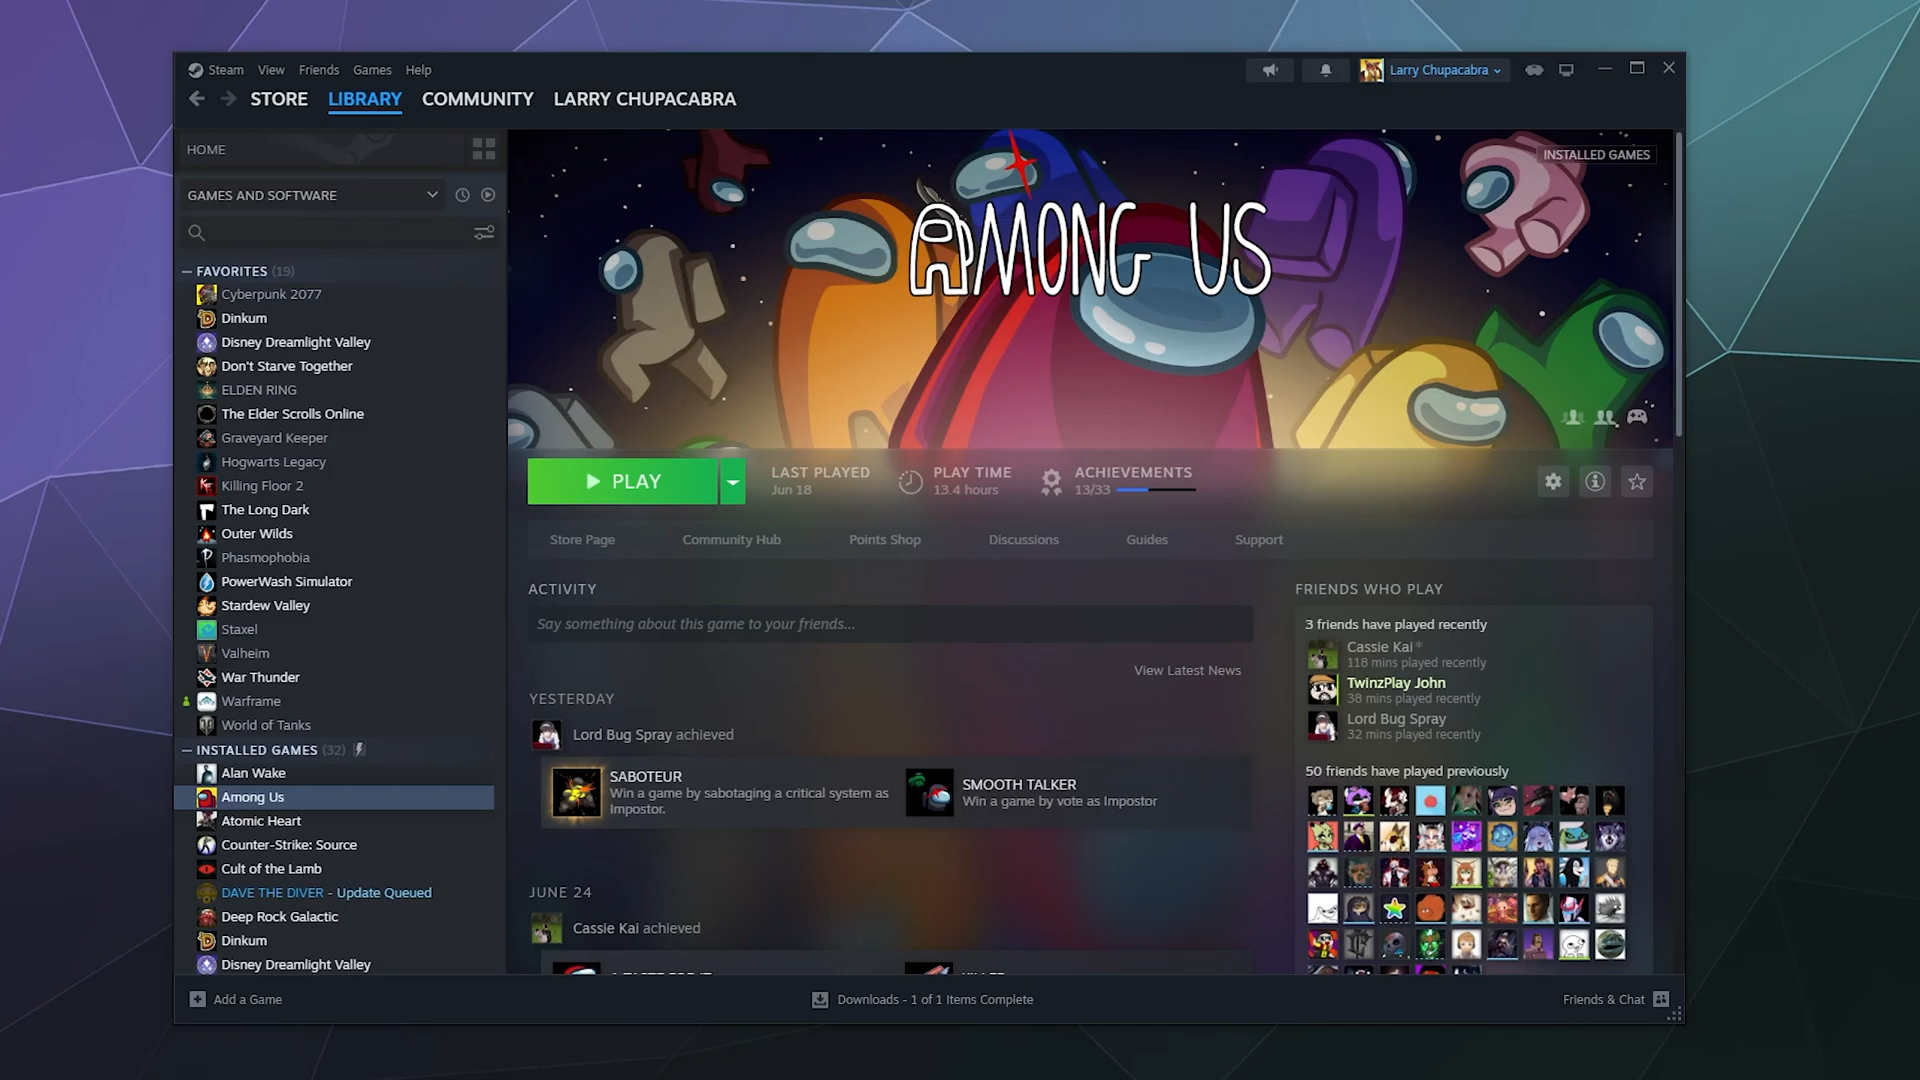 Steam View Friends Games Help
Larry Chupacabra
STORE LIBRARY COMMUNITY LARRY CHUPACABRA
HOME
GAMES AND SOFTWARE
FAVORITES (19)
Cyberpunk 2077
Dinkum
Disney Dreamlight Valley
Don't Starve Together
ELDEN RING
The Elder Scrolls Online
Graveyard Keeper
Hogwarts Legacy
Killing Floor 2
The Long Dark
Outer Wilds
Phasmophobia
PowerWash Simulator
Stardew Valley
Staxel
Valheim
War Thunder
Warframe
World of Tanks
INSTALLED GAMES (32)
Alan Wake
Among Us
Atomic Heart
Counter-Strike: Source
Cult of the Lamb
DAVE THE DIVER - Update Queued
Deep Rock Galactic
Dinkum
Disney Dreamlight Valley
INSTALLED GAMES
AMONG US
PLAY
LAST PLAYED
Jun 18
PLAY TIME
13.4 hours
ACHIEVEMENTS
13/33
Store Page Community Hub Points Shop Discussions Guides Support
ACTIVITY
Say something about this game to your friends...
View Latest News
YESTERDAY
Lord Bug Spray achieved
SABOTEUR
Win a game by sabotaging a critical system as
Impostor.
SMOOTH TALKER
Win a game by vote as Impostor
JUNE 24
Cassie Kai achieved
FRIENDS WHO PLAY
3 friends have played recently
Cassie Kai*
118 mins played recently
TwinzPlay John
38 mins played recently
Lord Bug Spray
32 mins played recently
50 friends have played previously
Add a Game
Downloads - 1 of 1 Items Complete
Friends & Chat